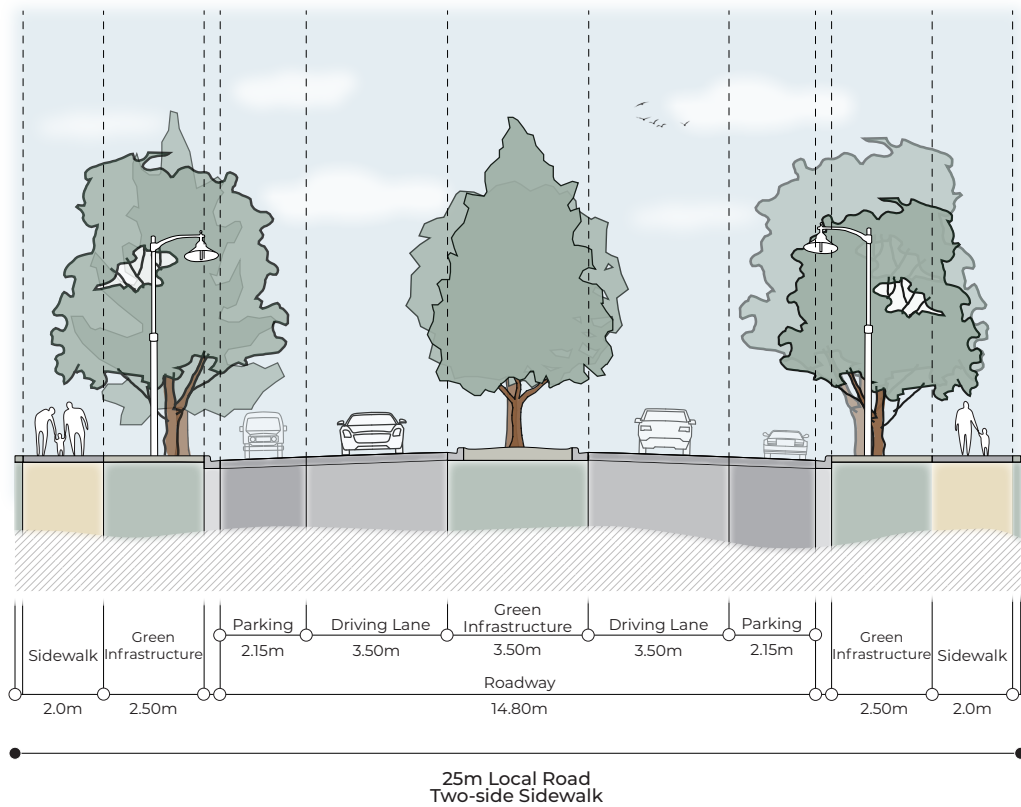 Sidewalk
2.0m
Green
Infrastructure
2.50m
Parking
2.15m
Driving Lane
3.50m
Green
Infrastructure
3.50m
Driving Lane
3.50m
Parking
2.15m
Roadway
14.80m
Green
Infrastructure
2.50m
Sidewalk
2.0m
25m Local Road
Two-side Sidewalk